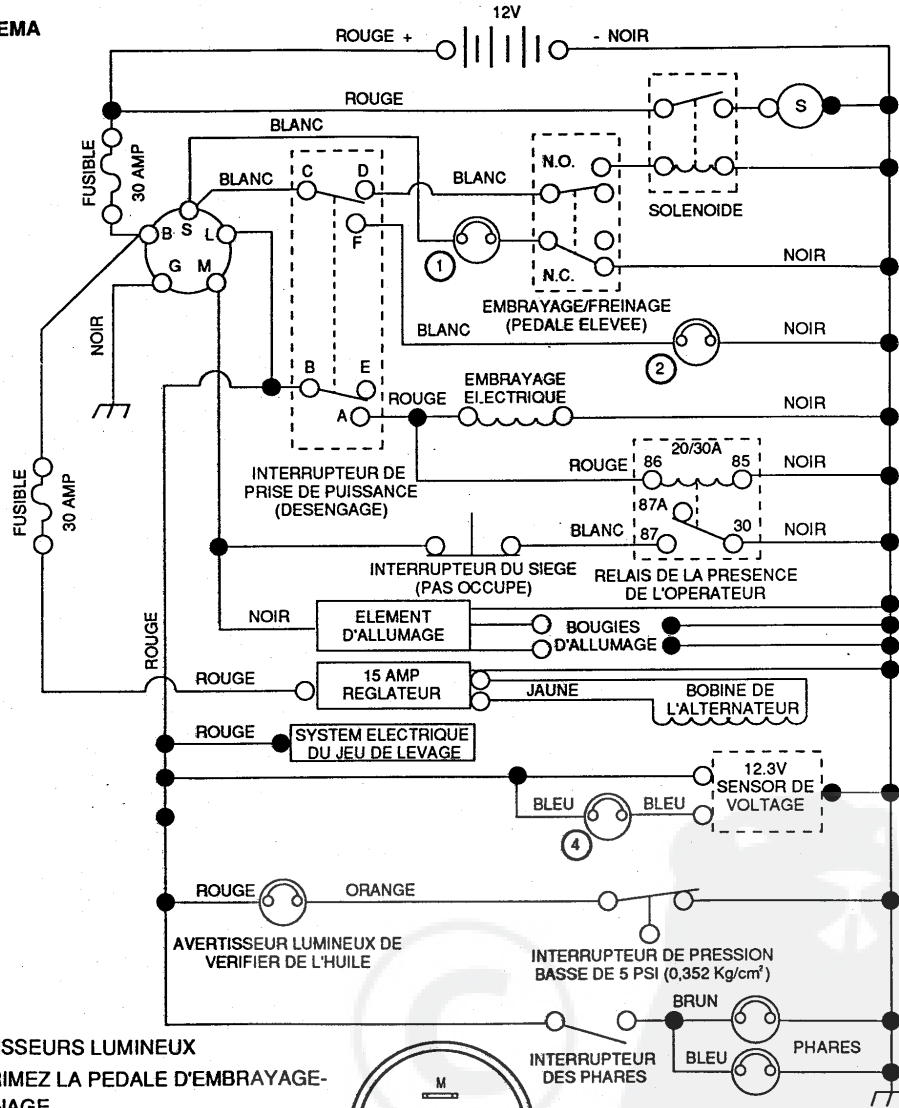 EMA
12V
ROUGE +
- NOIR
ROUGE
S
BLANC
FUSIBLE
30 AMP
BLANC
C
D
BLANC
N.O.
SOLENOIDE
B
S
L
F
G
M
1
N.C.
NOIR
EMBRAYAGE/FREINAGE
(PEDALE ELEVEE)
NOIR
BLANC
NOIR
2
B
E
A
ROUGE
EMBRAYAGE
ELECTRIQUE
NOIR
INTERRUPTEUR DE
PRISE DE PUISSANCE
(DESENGAGE)
20/30A
ROUGE
86
85
NOIR
87A
BLANC
87
30
NOIR
FUSIBLE
30 AMP
INTERRUPTEUR DU SIEGE
(PAS OCCUPE)
RELAIS DE LA PRESENCE
DE L'OPERATEUR
ROUGE
NOIR
ELEMENT
D'ALLUMAGE
BOUGIES
D'ALLUMAGE
ROUGE
15 AMP
REGLATEUR
JAUNE
BOBINE DE
L'ALTERNATEUR
ROUGE
SYSTEM ELECTRIQUE
DU JEU DE LEVAGE
12.3V
SENSOR DE
VOLTAGE
BLEU
BLEU
4
ROUGE
ORANGE
AVERTISSEUR LUMINEUX DE
VERIFIER DE L'HUILE
INTERRUPTEUR DE PRESSION
BASSE DE 5 PSI (0,352 Kg/cm²)
BRUN
INTERRUPTEUR
DES PHARES
BLEU
PHARES
ISSEURS LUMINEUX
RIMEZ LA PEDALE D'EMBRAYAGE-
NAGE
M